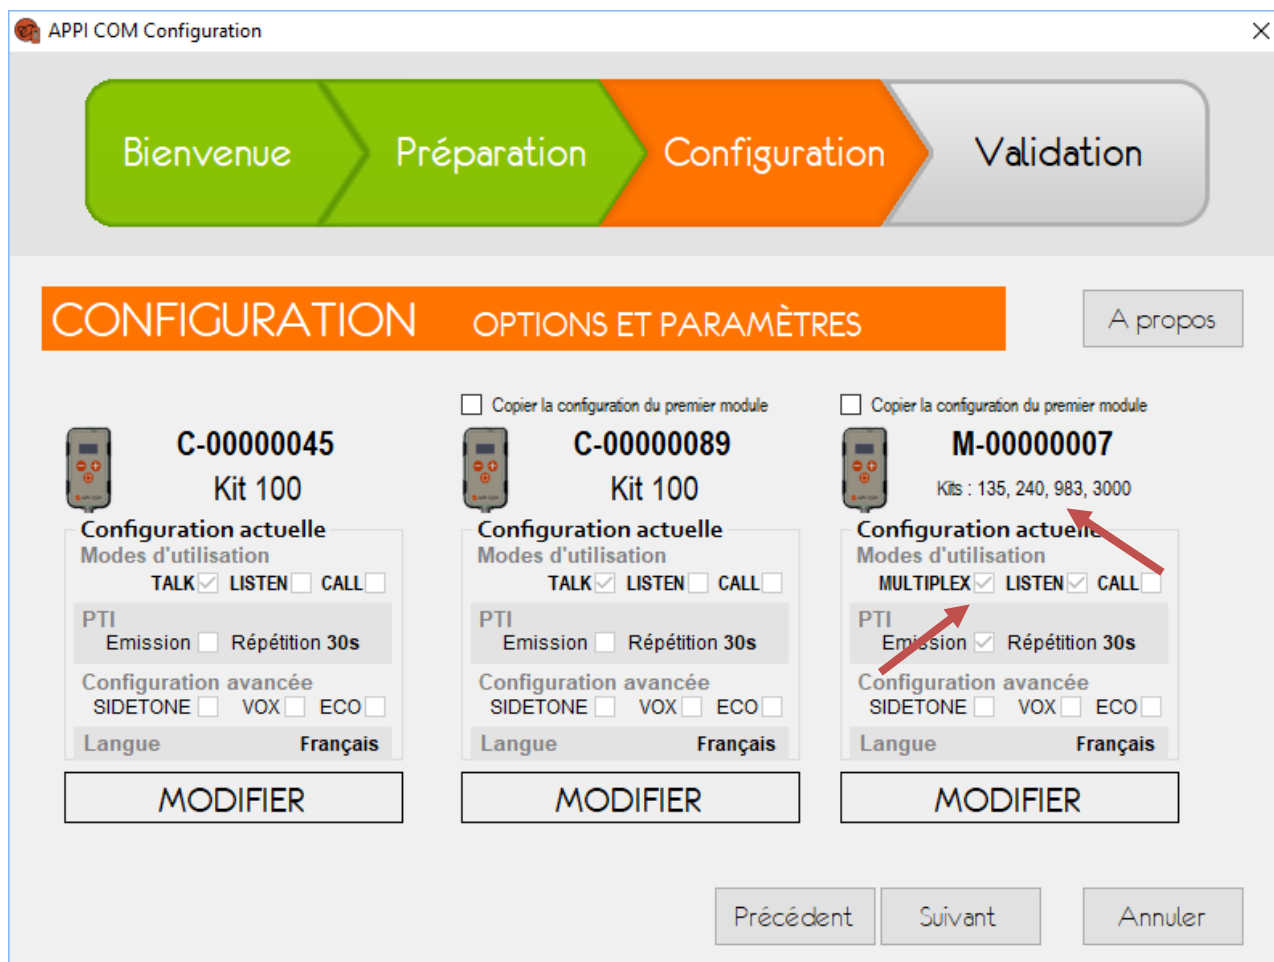 APPI COM Configuration
Bienvenue
Préparation
Configuration
Validation
CONFIGURATION OPTIONS ET PARAMÈTRES
A propos
C-00000045
Kit 100
Configuration actuelle
Modes d'utilisation
TALK LISTEN CALL
PTI
Emission Répétition 30s
Configuration avancée
SIDETONE VOX ECO
Langue Français
MODIFIER
Copier la configuration du premier module
C-00000089
Kit 100
Configuration actuelle
Modes d'utilisation
TALK LISTEN CALL
PTI
Emission Répétition 30s
Configuration avancée
SIDETONE VOX ECO
Langue Français
MODIFIER
Copier la configuration du premier module
M-00000007
Kits : 135, 240, 983, 3000
Configuration actuelle
Modes d'utilisation
MULTIPLEX LISTEN CALL
PTI
Emission Répétition 30s
Configuration avancée
SIDETONE VOX ECO
Langue Français
MODIFIER
Précédent
Suivant
Annuler